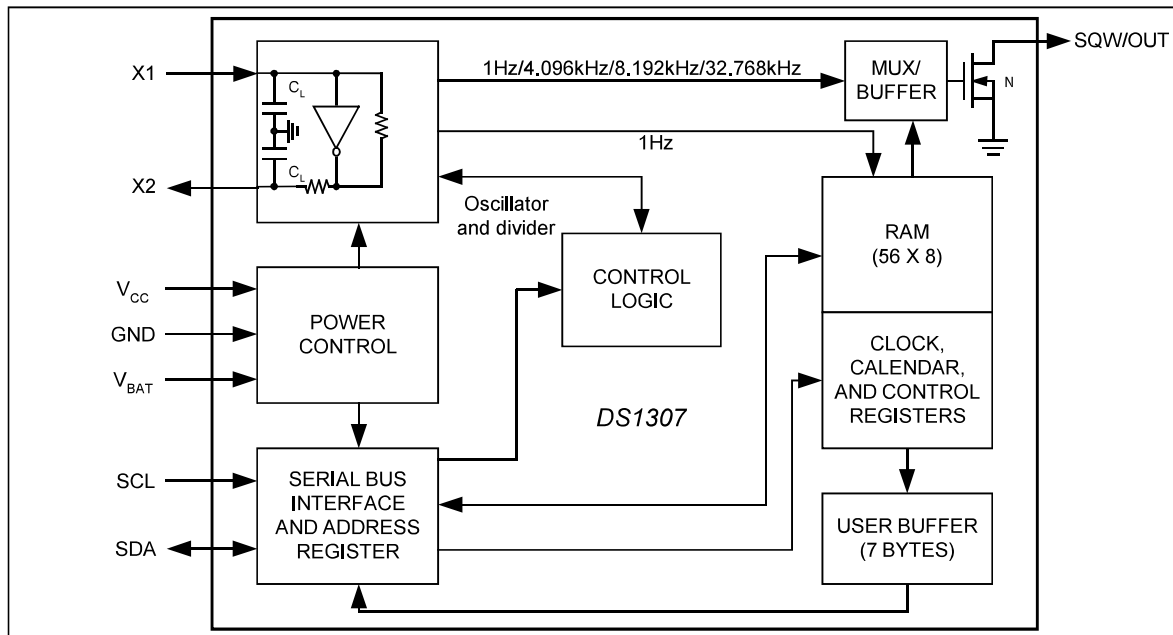 SQW/OUT
X1
C_L
1Hz/4.096kHz/8.192kHz/32.768kHz
MUX/
BUFFER
N
1Hz
X2
C_L
Oscillator
and divider
RAM
(56 X 8)
CONTROL
LOGIC
V_CC
GND
V_BAT
POWER
CONTROL
CLOCK,
CALENDAR,
AND CONTROL
REGISTERS
DS1307
SCL
SDA
SERIAL BUS
INTERFACE
AND ADDRESS
REGISTER
USER BUFFER
(7 BYTES)